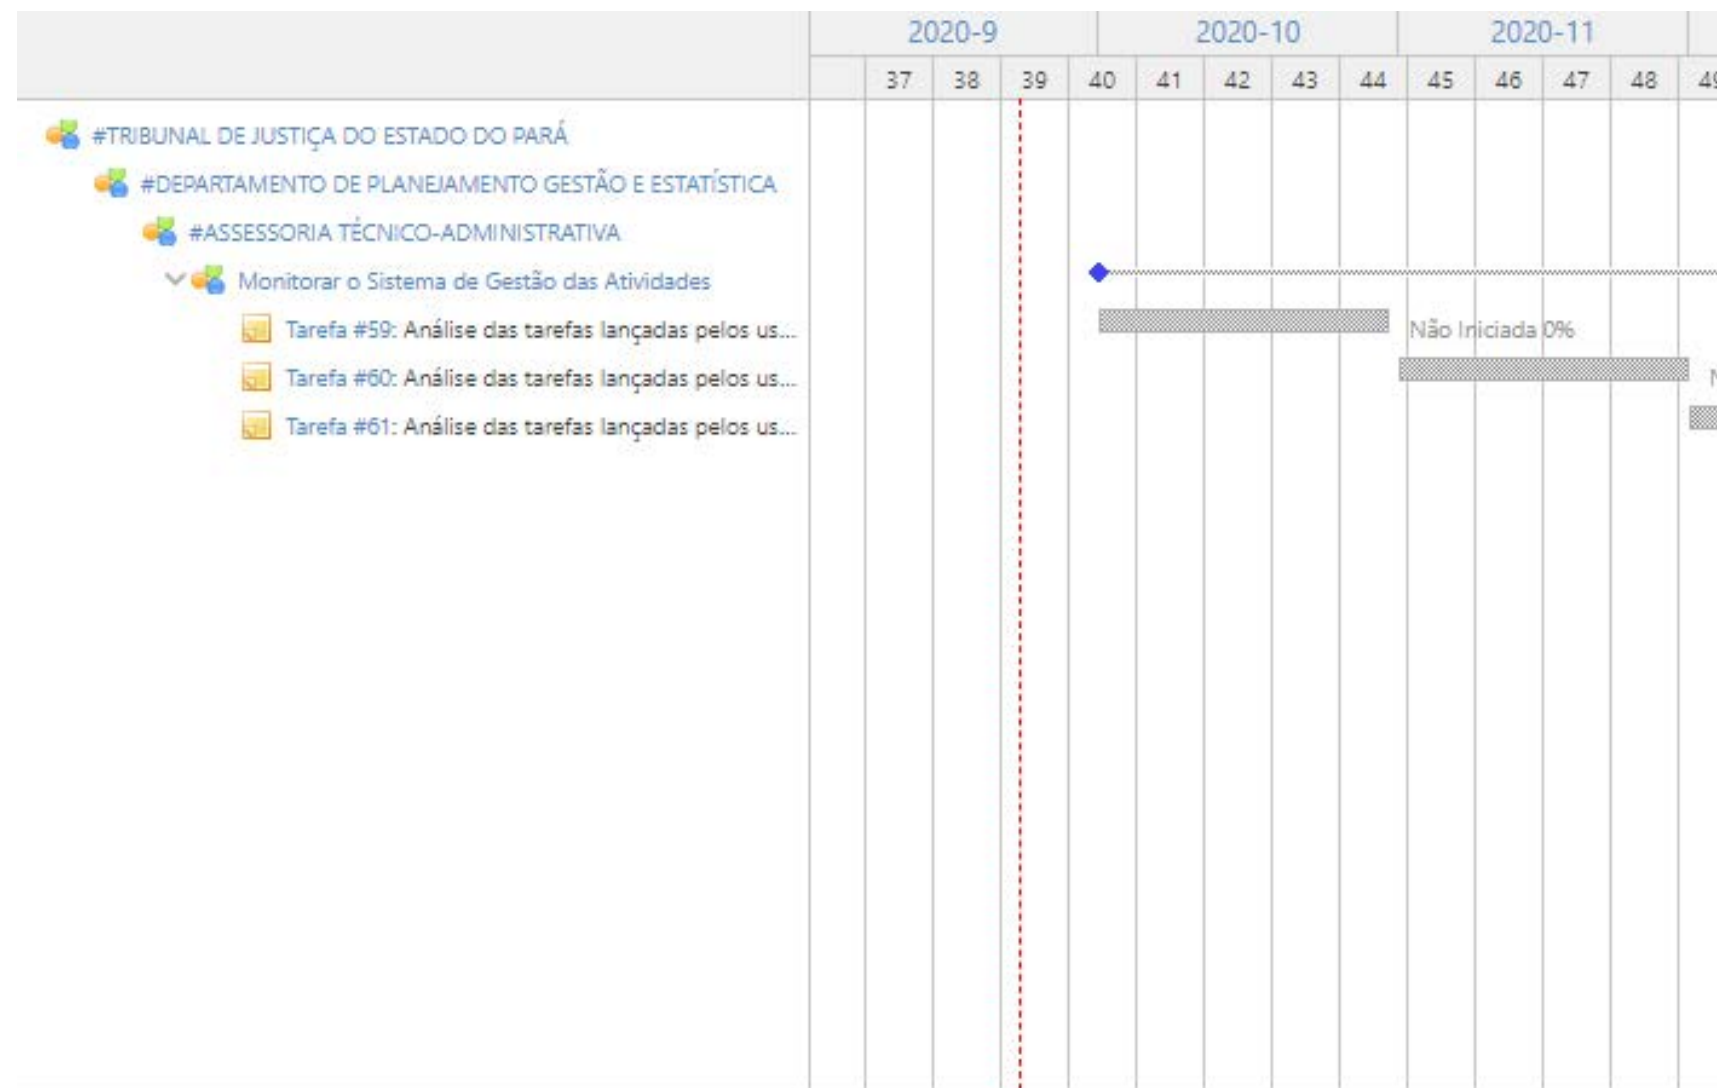 2020-9 2020-10 2020-11
37 38 39 40 41 42 43 44 45 46 47 48 49
#TRIBUNAL DE JUSTIÇA DO ESTADO DO PARÁ
#DEPARTAMENTO DE PLANEJAMENTO GESTÃO E ESTATÍSTICA
#ASSESSORIA TÉCNICO-ADMINISTRATIVA
Monitorar o Sistema de Gestão das Atividades
Tarefa #59: Análise das tarefas lançadas pelos us... Não Iniciada 0%
Tarefa #60: Análise das tarefas lançadas pelos us...
Tarefa #61: Análise das tarefas lançadas pelos us...